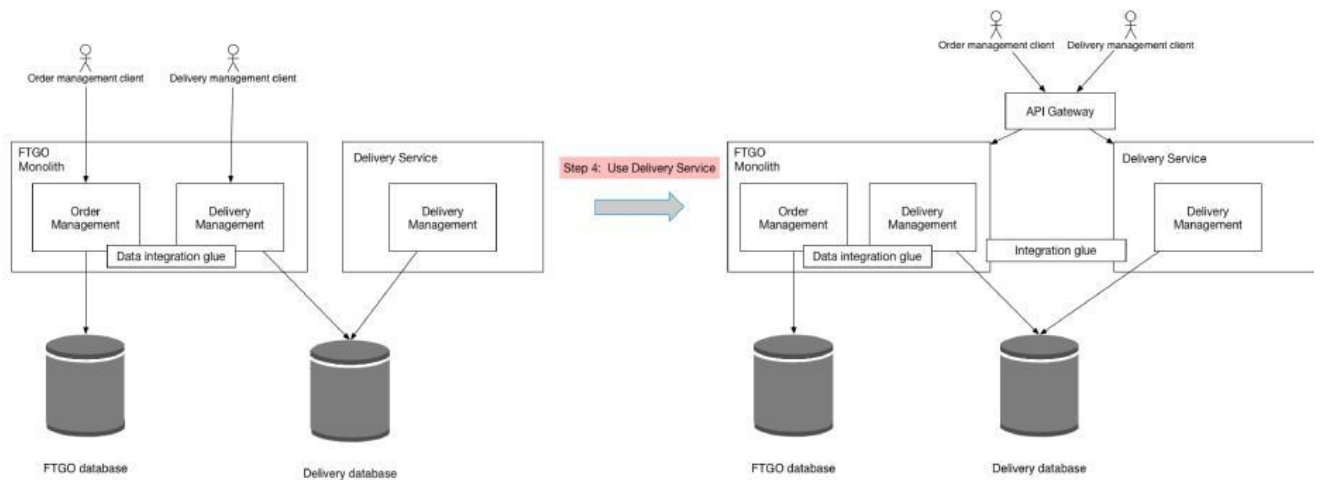 Order management client
Delivery management client
FTGO
Monolith
Order
Management
Delivery
Management
Data integration glue
Delivery Service
Delivery
Management
FTGO database
Delivery database
Step 4: Use Delivery Service
Order management client
Delivery management client
API Gateway
FTGO
Monolith
Order
Management
Delivery
Management
Data integration glue
Integration glue
Delivery Service
Delivery
Management
FTGO database
Delivery database